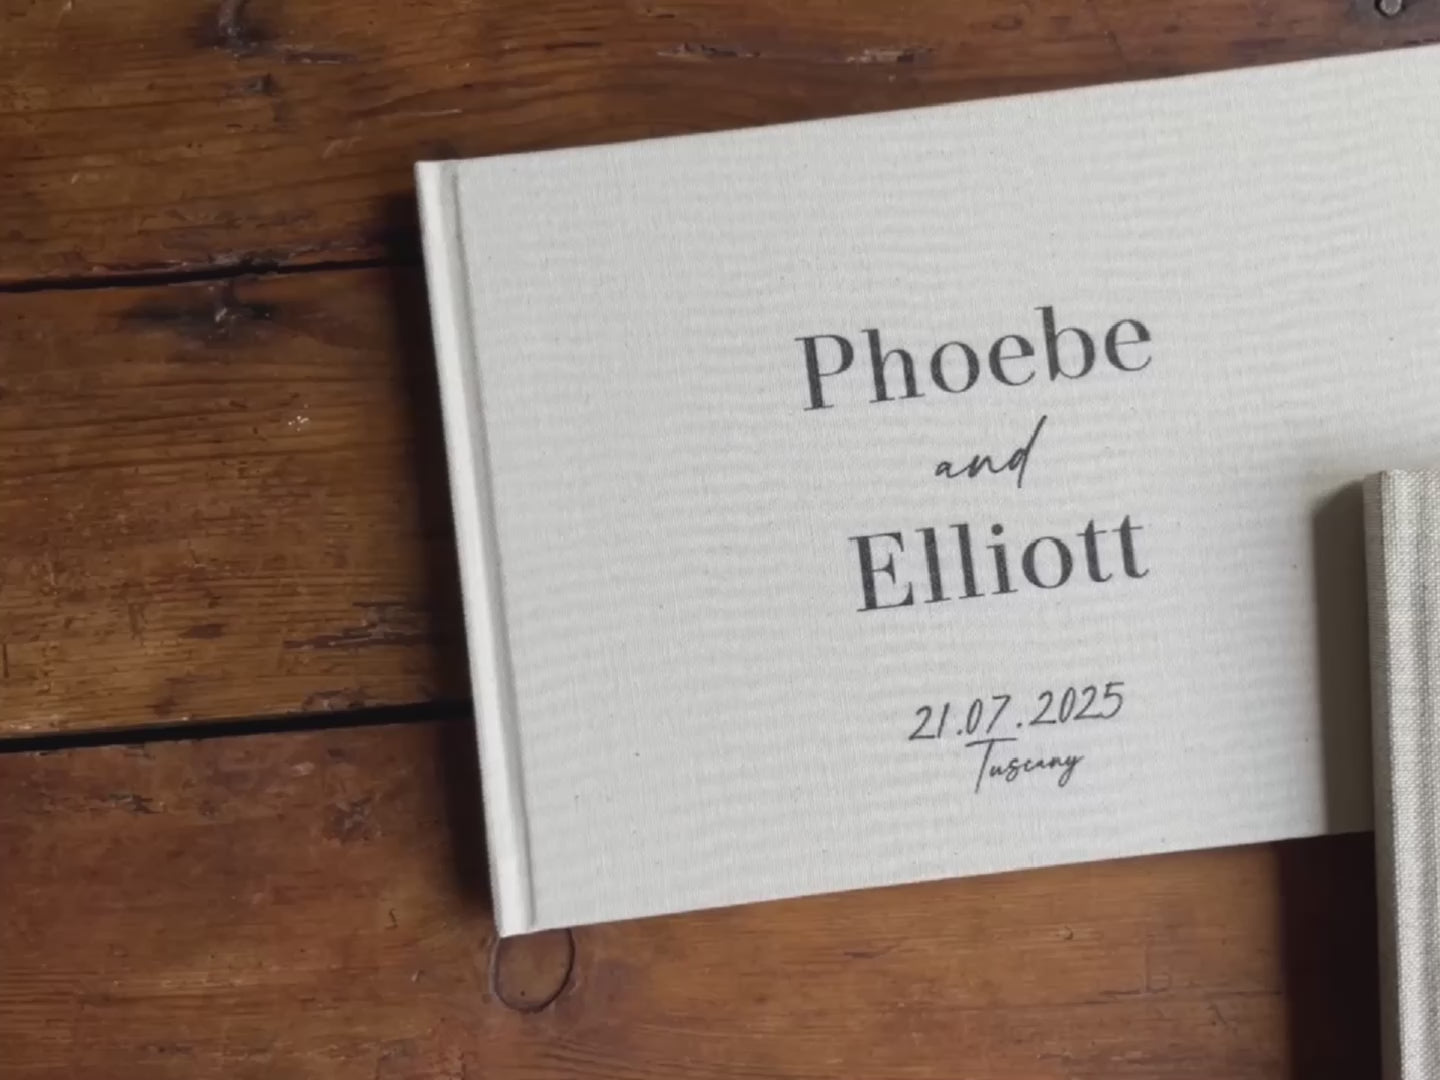 Phoebe
and
Elliott
21.07.2025
Tuscany